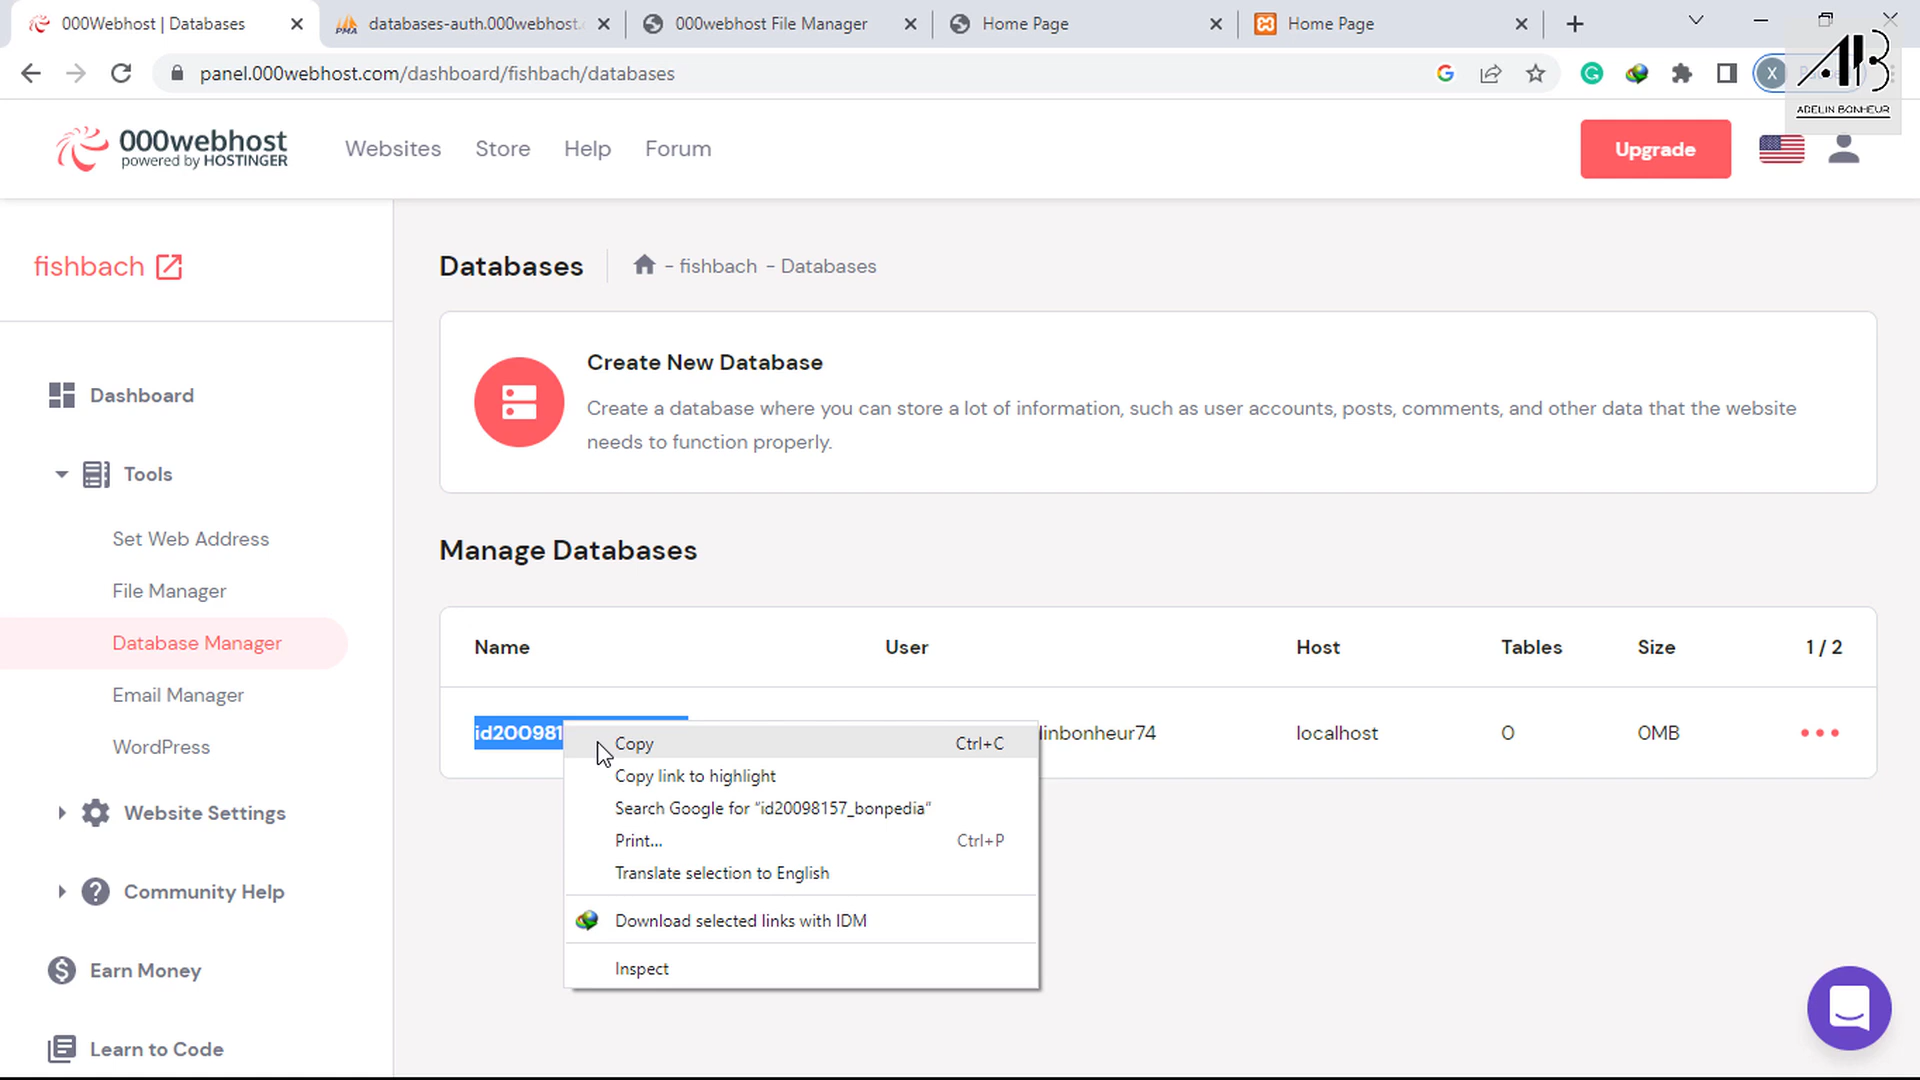 000Webhost | Databases
databases-auth.000webhost.
000webhost File Manager
Home Page
Home Page
panel.000webhost.com/dashboard/fishbach/databases
X
AB
ADELIN BONHEUR
000webhost
powered by HOSTINGER
Websites
Store
Help
Forum
Upgrade
fishbach
Databases
- fishbach - Databases
Create New Database
Create a database where you can store a lot of information, such as user accounts, posts, comments, and other data that the website
needs to function properly.
Dashboard
Tools
Set Web Address
File Manager
Database Manager
Email Manager
WordPress
Website Settings
Community Help
Earn Money
Learn to Code
Manage Databases
Name
User
Host
Tables
Size
1 / 2
id200981
linbonheur74
localhost
0
0MB
Copy
Ctrl+C
Copy link to highlight
Search Google for "id20098157_bonpedia"
Print...
Ctrl+P
Translate selection to English
Download selected links with IDM
Inspect